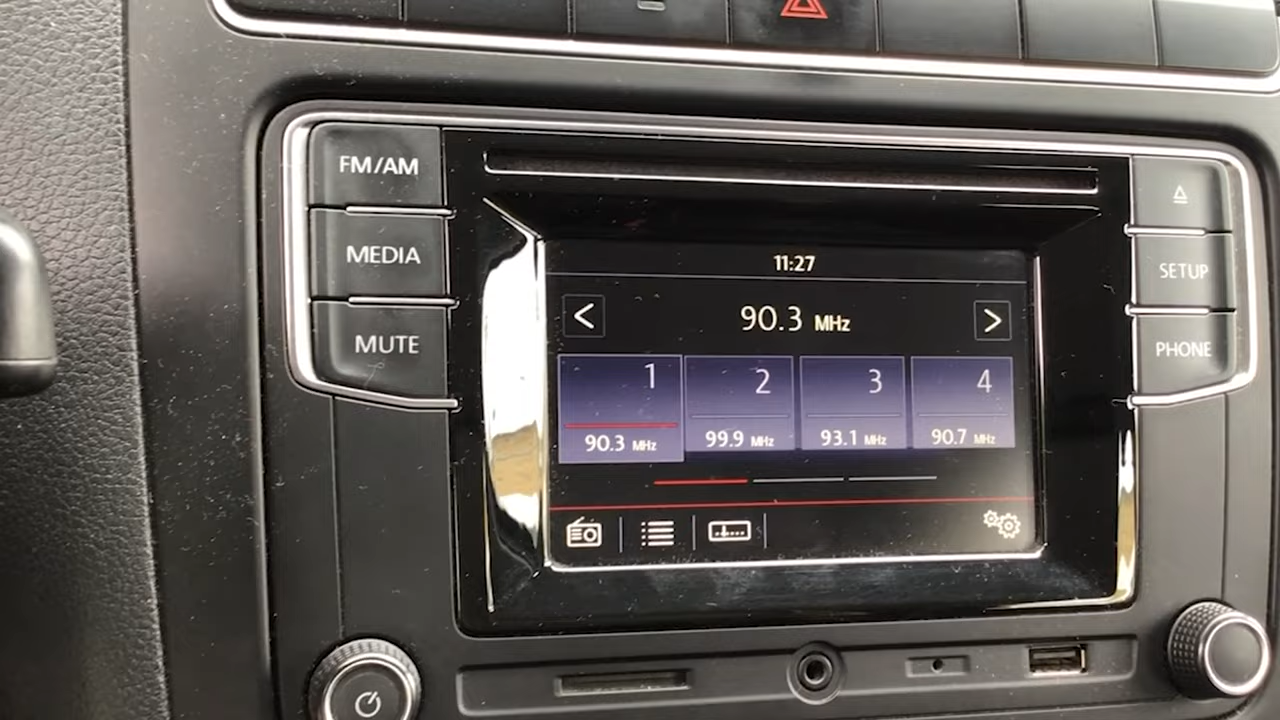 FM/AM
MEDIA
MUTE
SETUP
PHONE
11:27
90.3 MHz
1
2
3
4
90.3 MHz
99.9 MHz
93.1 MHz
90.7 MHz